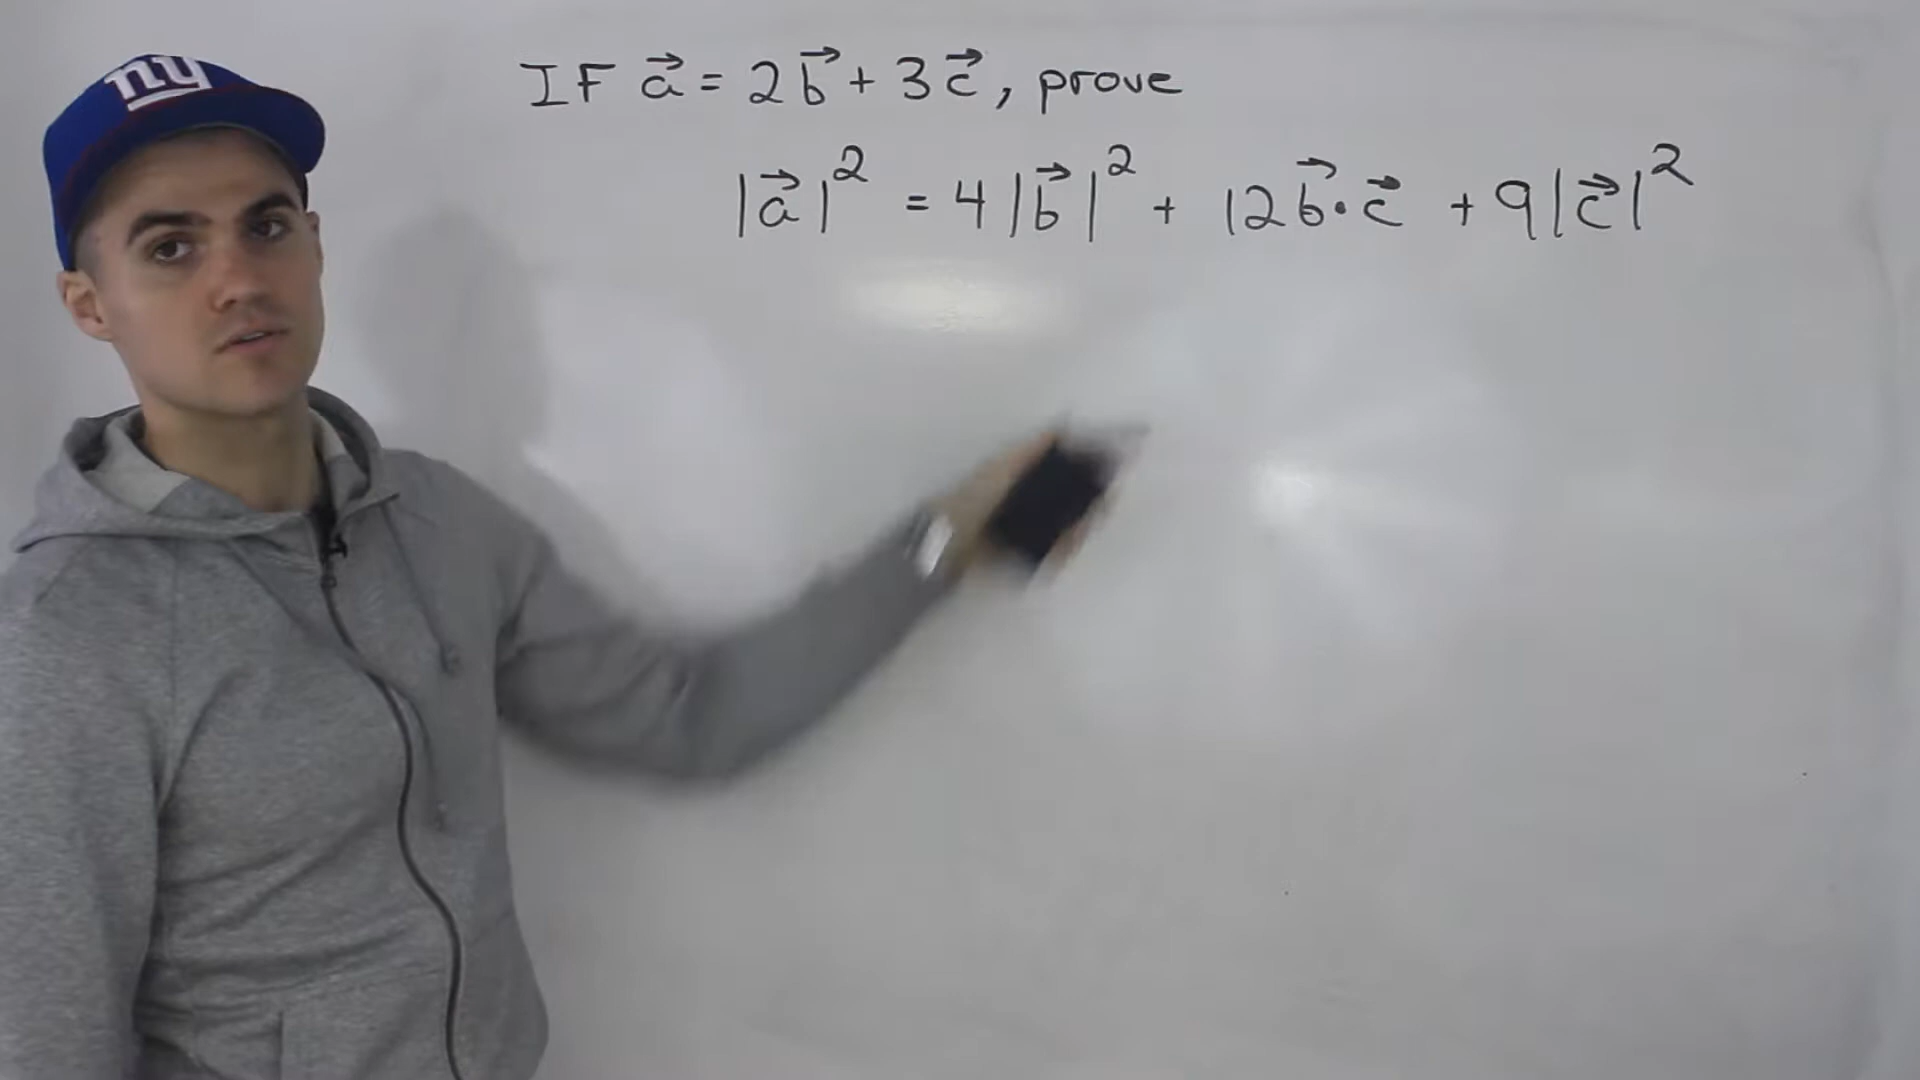 ny
IF a⃗ = 2b⃗ + 3c⃗, prove
|a⃗|² = 4|b⃗|² + 12b⃗·c⃗ + 9|c⃗|²